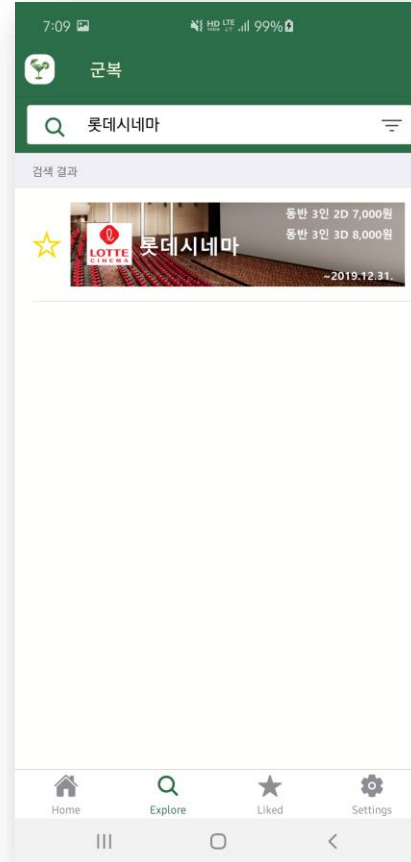 7:09 HD LTE 99%
군복
롯데시네마
검색 결과
동반 3인 2D 7,000원
동반 3인 3D 8,000원
LOTTE
CINEMA
롯데시네마
~2019.12.31.
Home Explore Liked Settings